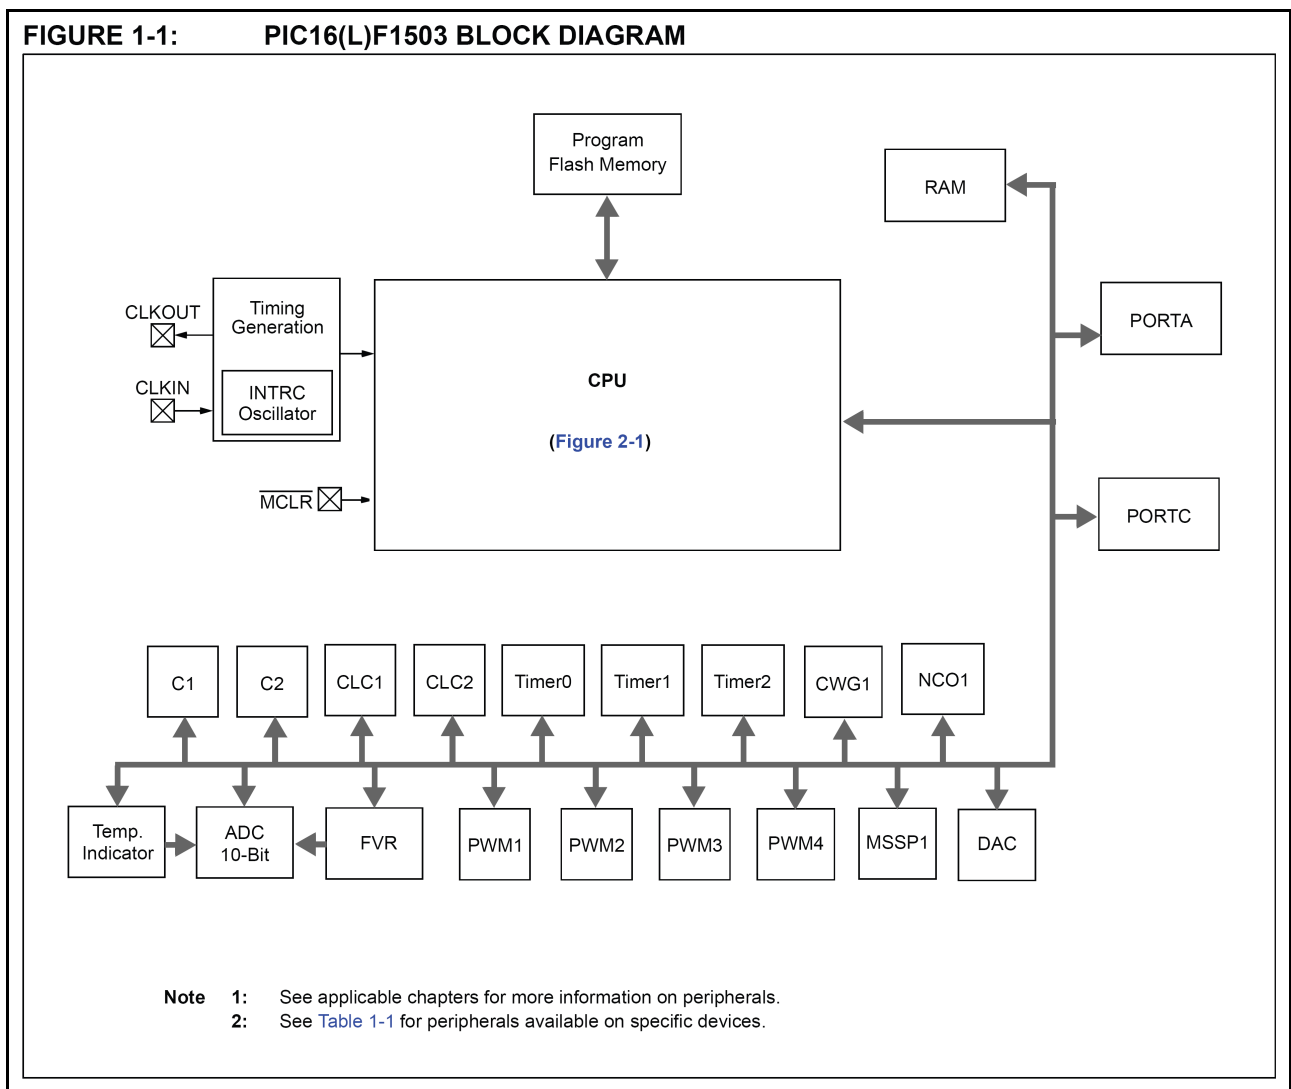 FIGURE 1-1: PIC16(L)F1503 BLOCK DIAGRAM
Program
Flash Memory
RAM
CLKOUT
Timing
Generation
PORTA
CPU
CLKIN
INTRC
Oscillator
(Figure 2-1)
MCLR
PORTC
C1
C2
CLC1
CLC2
Timer0
Timer1
Timer2
CWG1
NCO1
Temp.
Indicator
ADC
10-Bit
FVR
PWM1
PWM2
PWM3
PWM4
MSSP1
DAC
Note 1: See applicable chapters for more information on peripherals.
2: See Table 1-1 for peripherals available on specific devices.